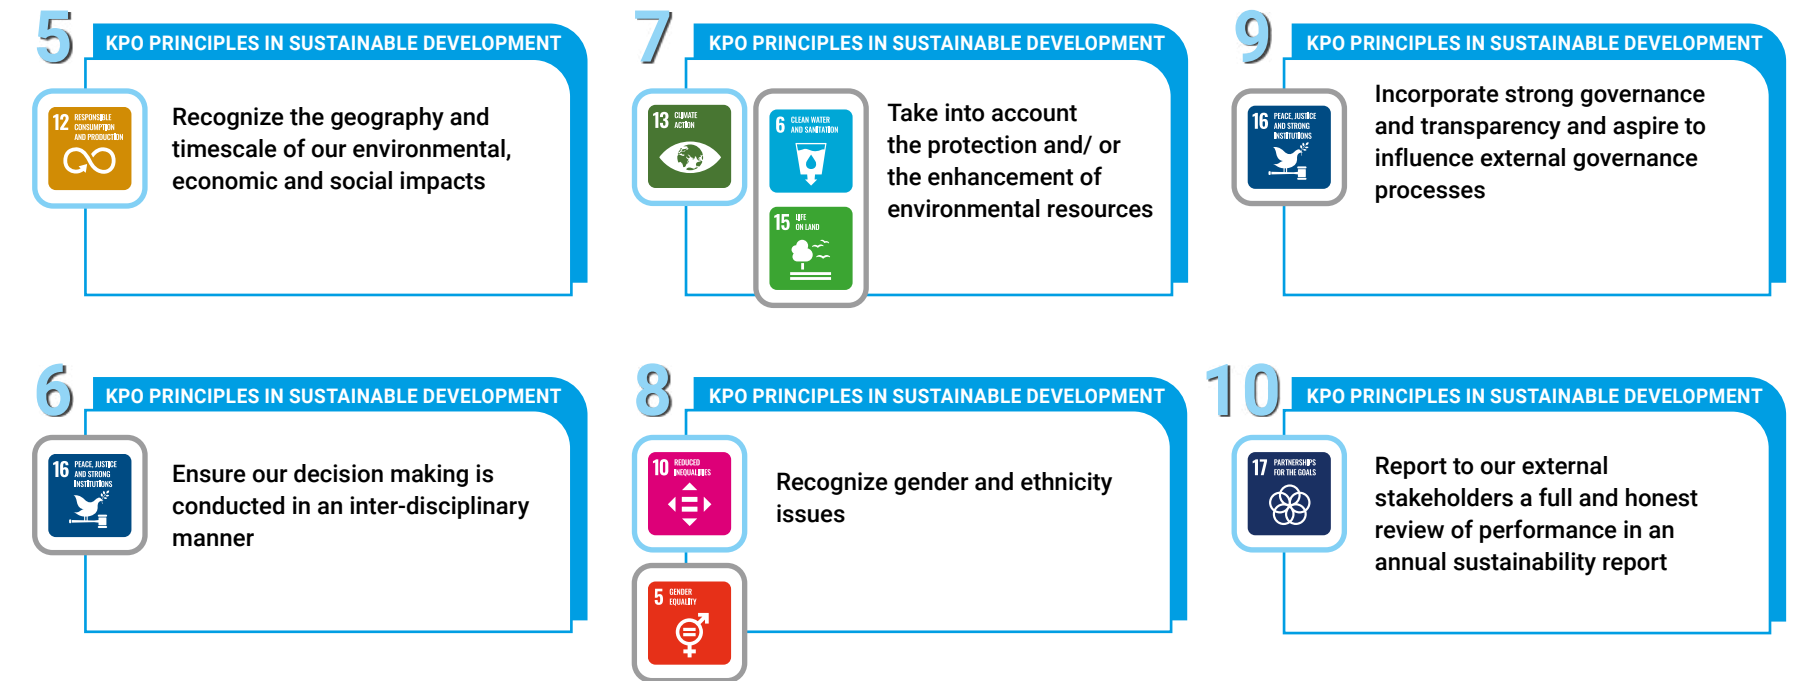 5
KPO PRINCIPLES IN SUSTAINABLE DEVELOPMENT
12 RESPONSIBLE
CONSUMPTION
AND PRODUCTION
Recognize the geography and
timescale of our environmental,
economic and social impacts
6
KPO PRINCIPLES IN SUSTAINABLE DEVELOPMENT
16 PEACE, JUSTICE
AND STRONG
INSTITUTIONS
Ensure our decision making is
conducted in an inter-disciplinary
manner
7
KPO PRINCIPLES IN SUSTAINABLE DEVELOPMENT
13 CLIMATE
ACTION
6 CLEAN WATER
AND SANITATION
15 LIFE
ON LAND
Take into account
the protection and/ or
the enhancement of
environmental resources
8
KPO PRINCIPLES IN SUSTAINABLE DEVELOPMENT
10 REDUCED
INEQUALITIES
5 GENDER
EQUALITY
Recognize gender and ethnicity
issues
9
KPO PRINCIPLES IN SUSTAINABLE DEVELOPMENT
16 PEACE, JUSTICE
AND STRONG
INSTITUTIONS
Incorporate strong governance
and transparency and aspire to
influence external governance
processes
10
KPO PRINCIPLES IN SUSTAINABLE DEVELOPMENT
17 PARTNERSHIPS
FOR THE GOALS
Report to our external
stakeholders a full and honest
review of performance in an
annual sustainability report